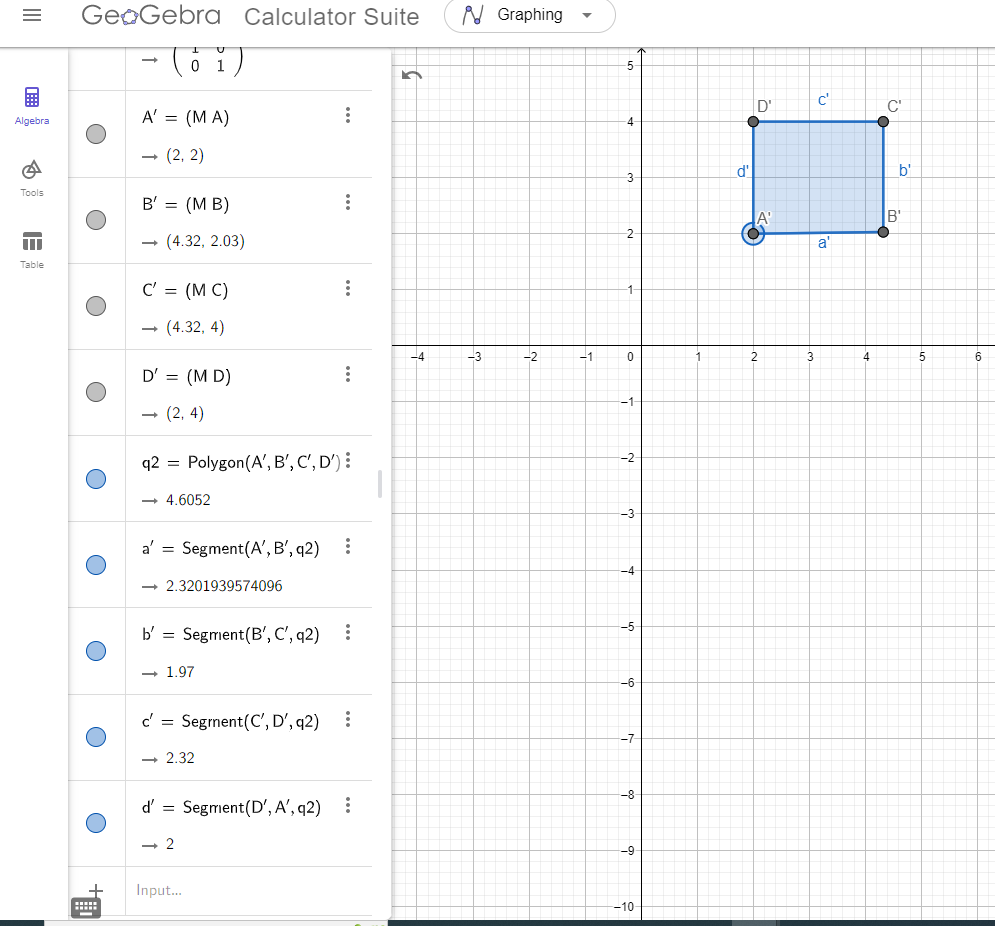 GeoGebra Calculator Suite Graphing
Algebra
Tools
Table
→ ( 1 0
0 1 )
A′ = (M A)
→ (2, 2)
B′ = (M B)
→ (4.32, 2.03)
C′ = (M C)
→ (4.32, 4)
D′ = (M D)
→ (2, 4)
q2 = Polygon(A′, B′, C′, D′)
→ 4.6052
a′ = Segment(A′, B′, q2)
→ 2.3201939574096
b′ = Segment(B′, C′, q2)
→ 1.97
c′ = Segment(C′, D′, q2)
→ 2.32
d′ = Segment(D′, A′, q2)
→ 2
Input...
5
D' c' C'
4
d' b'
3
A' B'
2
a'
1
–4 –3 –2 –1 0 1 2 3 4 5 6
–1
–2
–3
–4
–5
–6
–7
–8
–9
–10